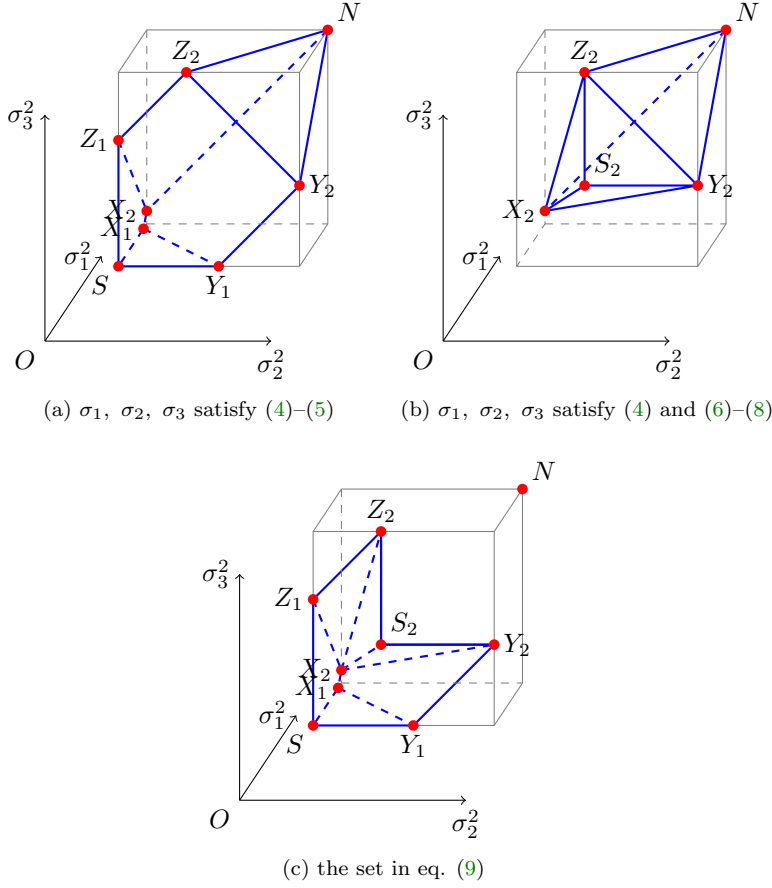 N
Z₂
σ₃²
Z₁
Y₂
X₂
X₁
σ₁²
S
Y₁
O
σ₂²
(a) σ₁, σ₂, σ₃ satisfy (4)–(5)
N
Z₂
σ₃²
S₂
X₂
Y₂
σ₁²
O
σ₂²
(b) σ₁, σ₂, σ₃ satisfy (4) and (6)–(8)
N
Z₂
σ₃²
Z₁
S₂
Y₂
X₂
X₁
σ₁²
S
Y₁
O
σ₂²
(c) the set in eq. (9)